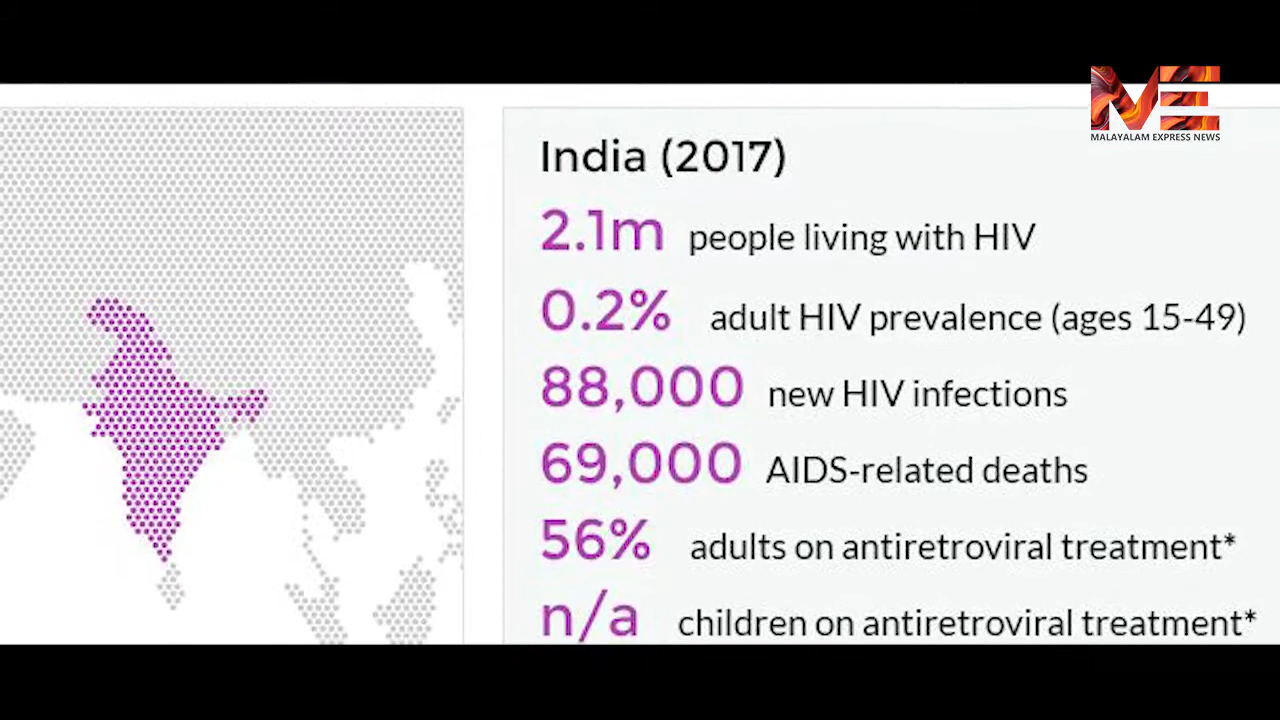 ME
MALAYALAM EXPRESS NEWS
India (2017)
2.1m people living with HIV
0.2% adult HIV prevalence (ages 15-49)
88,000 new HIV infections
69,000 AIDS-related deaths
56% adults on antiretroviral treatment*
n/a children on antiretroviral treatment*